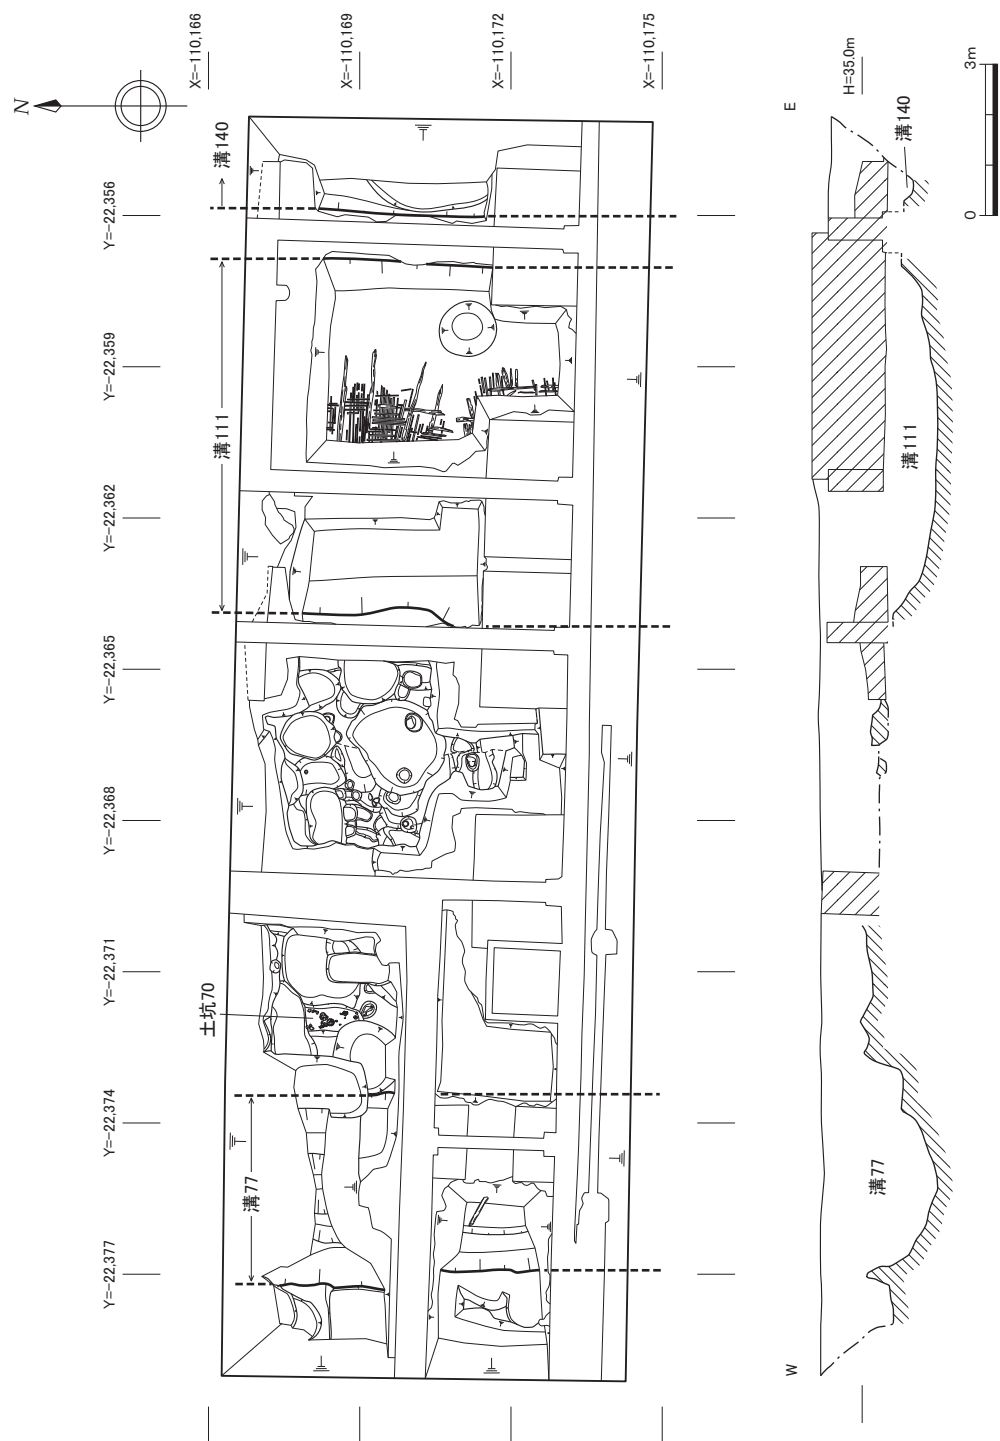 N
X=-110,166
X=-110,169
X=-110,172
X=-110,175
Y=-22,356
Y=-22,359
Y=-22,362
Y=-22,365
Y=-22,368
Y=-22,371
Y=-22,374
Y=-22,377
溝140
溝111
土坑70
溝77
E
H=35.0m
溝140
溝111
溝77
W
0
3m